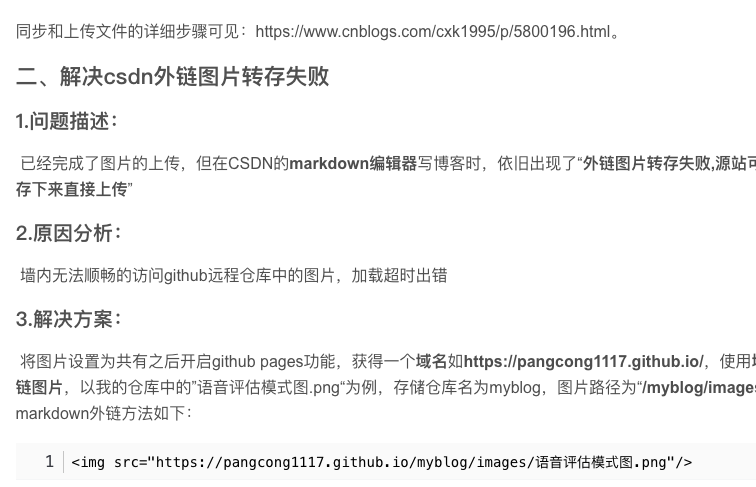 同步和上传文件的详细步骤可见：https://www.cnblogs.com/cxk1995/p/5800196.html。
二、解决csdn外链图片转存失败
1.问题描述：
已经完成了图片的上传，但在CSDN的markdown编辑器写博客时，依旧出现了“外链图片转存失败,源站可
存下来直接上传”
2.原因分析：
墙内无法顺畅的访问github远程仓库中的图片，加载超时出错
3.解决方案：
将图片设置为共有之后开启github pages功能，获得一个域名如https://pangcong1117.github.io/，使用
链图片，以我的仓库中的”语音评估模式图.png“为例，存储仓库名为myblog，图片路径为“/myblog/images
markdown外链方法如下：
1 <img src="https://pangcong1117.github.io/myblog/images/语音评估模式图.png"/>